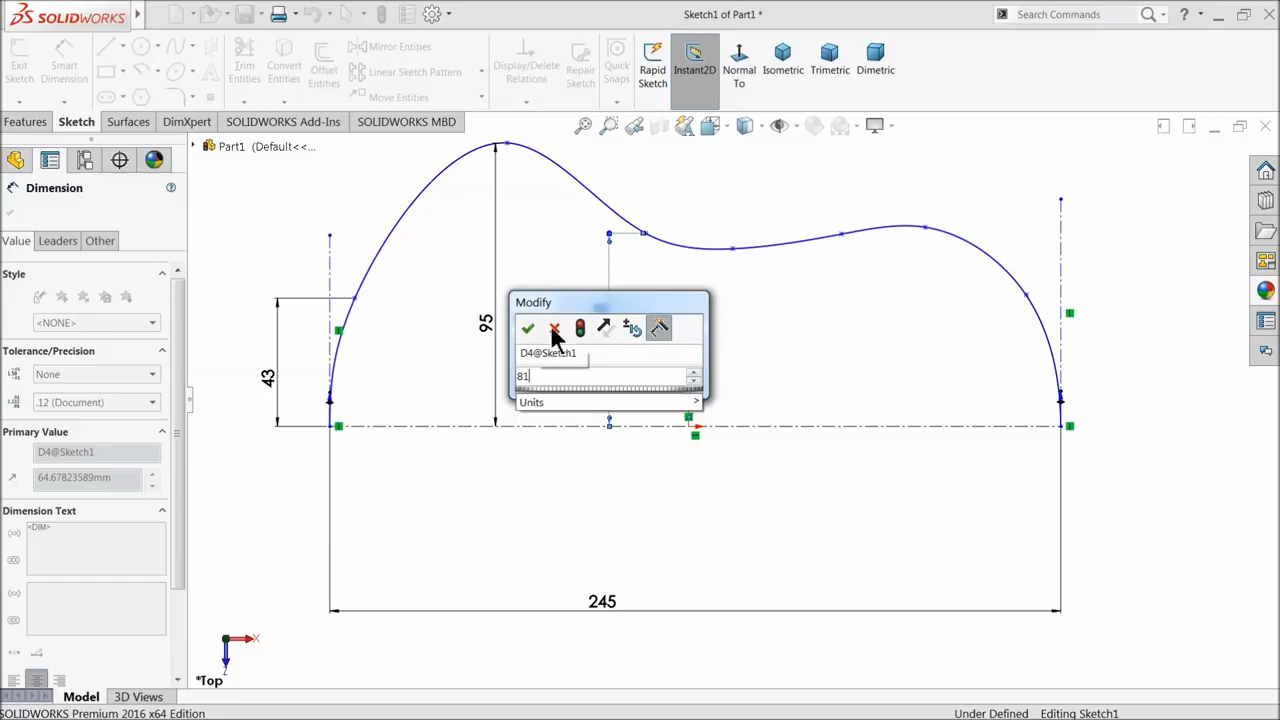 SOLIDWORKS
Sketch1 of Part1 *
Search Commands
?
Exit Sketch
Smart Dimension
Trim Entities
Convert Entities
Offset Entities
Mirror Entities
Linear Sketch Pattern
Move Entities
Display/Delete Relations
Repair Sketch
Quick Snaps
Rapid Sketch
Instant2D
Normal To
Isometric
Trimetric
Dimetric
Features
Sketch
Surfaces
DimXpert
SOLIDWORKS Add-Ins
SOLIDWORKS MBD
Part1 (Default<<...
Dimension
Value
Leaders
Other
Style
<NONE>
Tolerance/Precision
None
.12 (Document)
Primary Value
D4@Sketch1
64.67823589mm
Dimension Text
<DIM>
43
95
245
Modify
D4@Sketch1
81
Units
X
Z
*Top
Model
3D Views
SOLIDWORKS Premium 2016 x64 Edition
Under Defined
Editing Sketch1